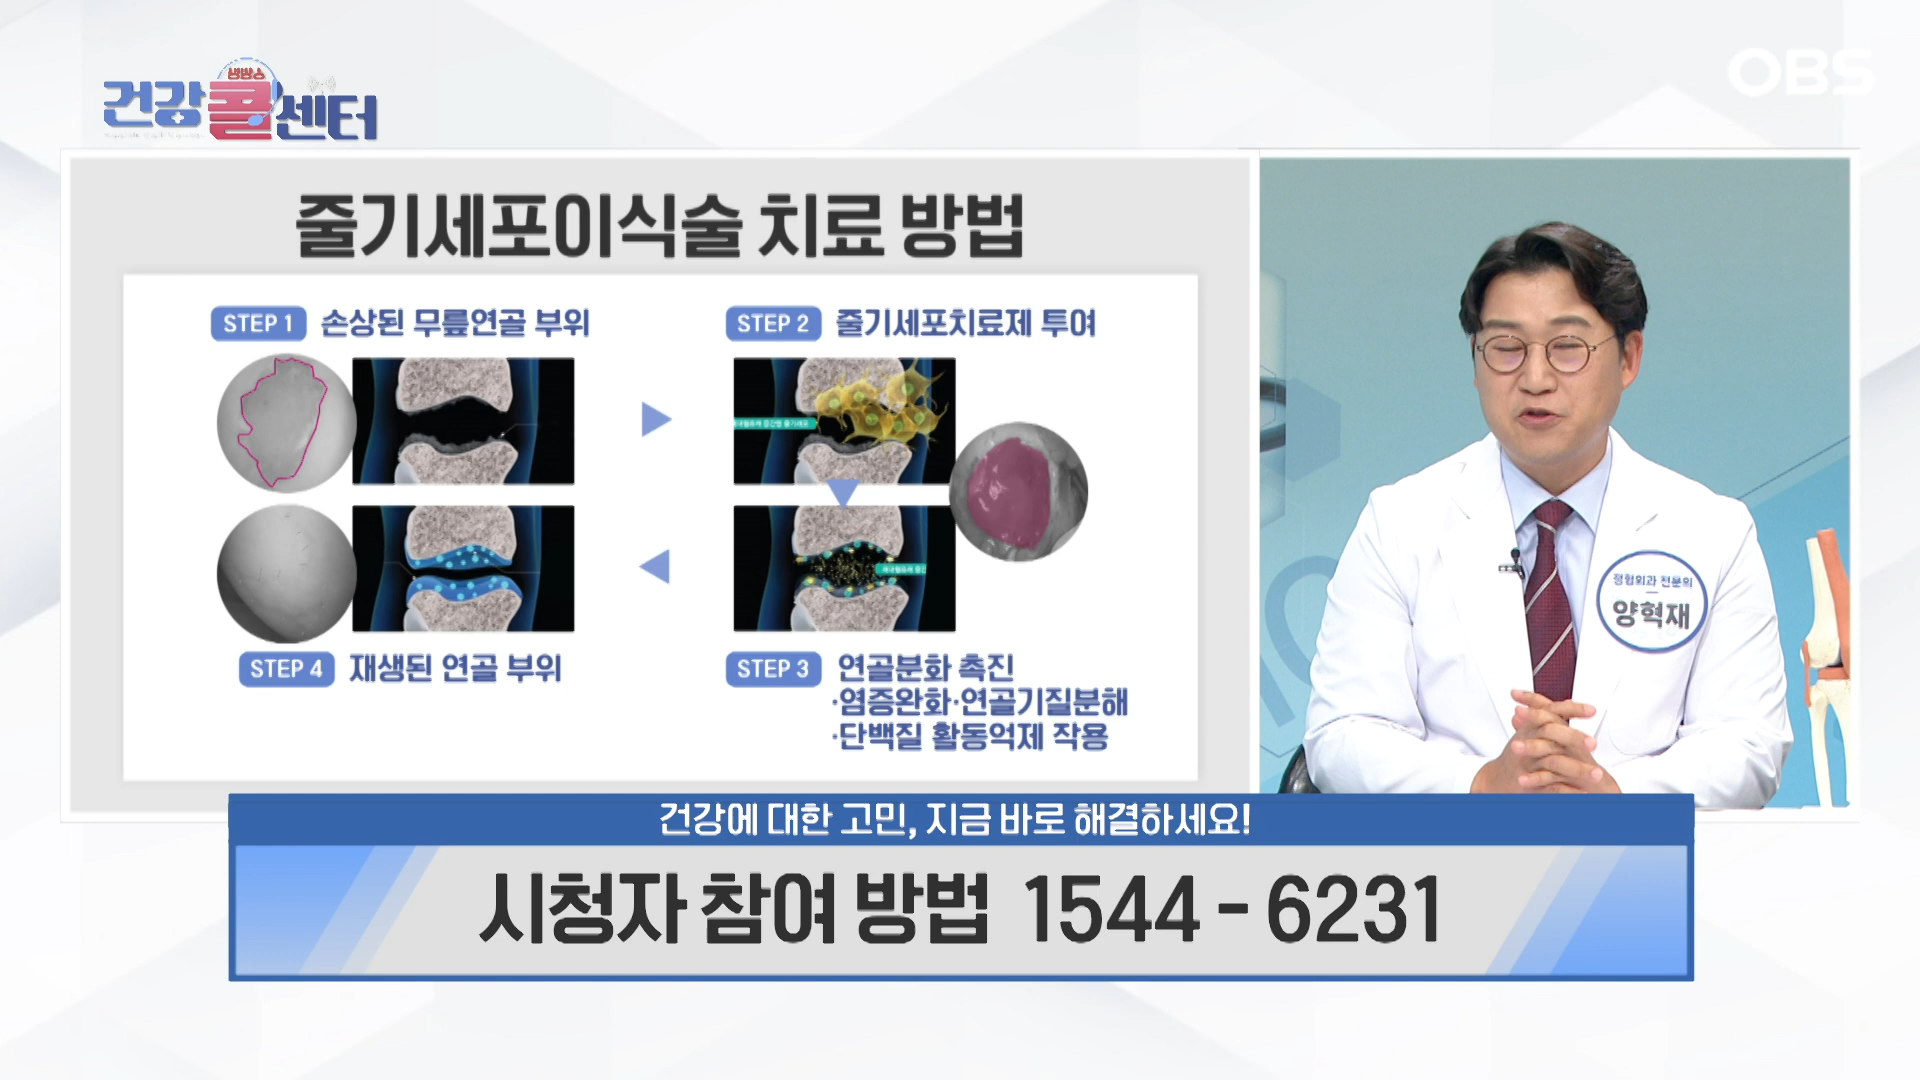 생방송
건강콜센터
OBS
줄기세포이식술 치료 방법
STEP 1 손상된 무릎연골 부위
STEP 2 줄기세포치료제 투여
STEP 4 재생된 연골 부위
STEP 3 연골분화 촉진
·염증완화·연골기질분해
·단백질 활동억제 작용
정형외과 전문의
양혁재
건강에 대한 고민, 지금 바로 해결하세요!
시청자 참여 방법 1544 - 6231